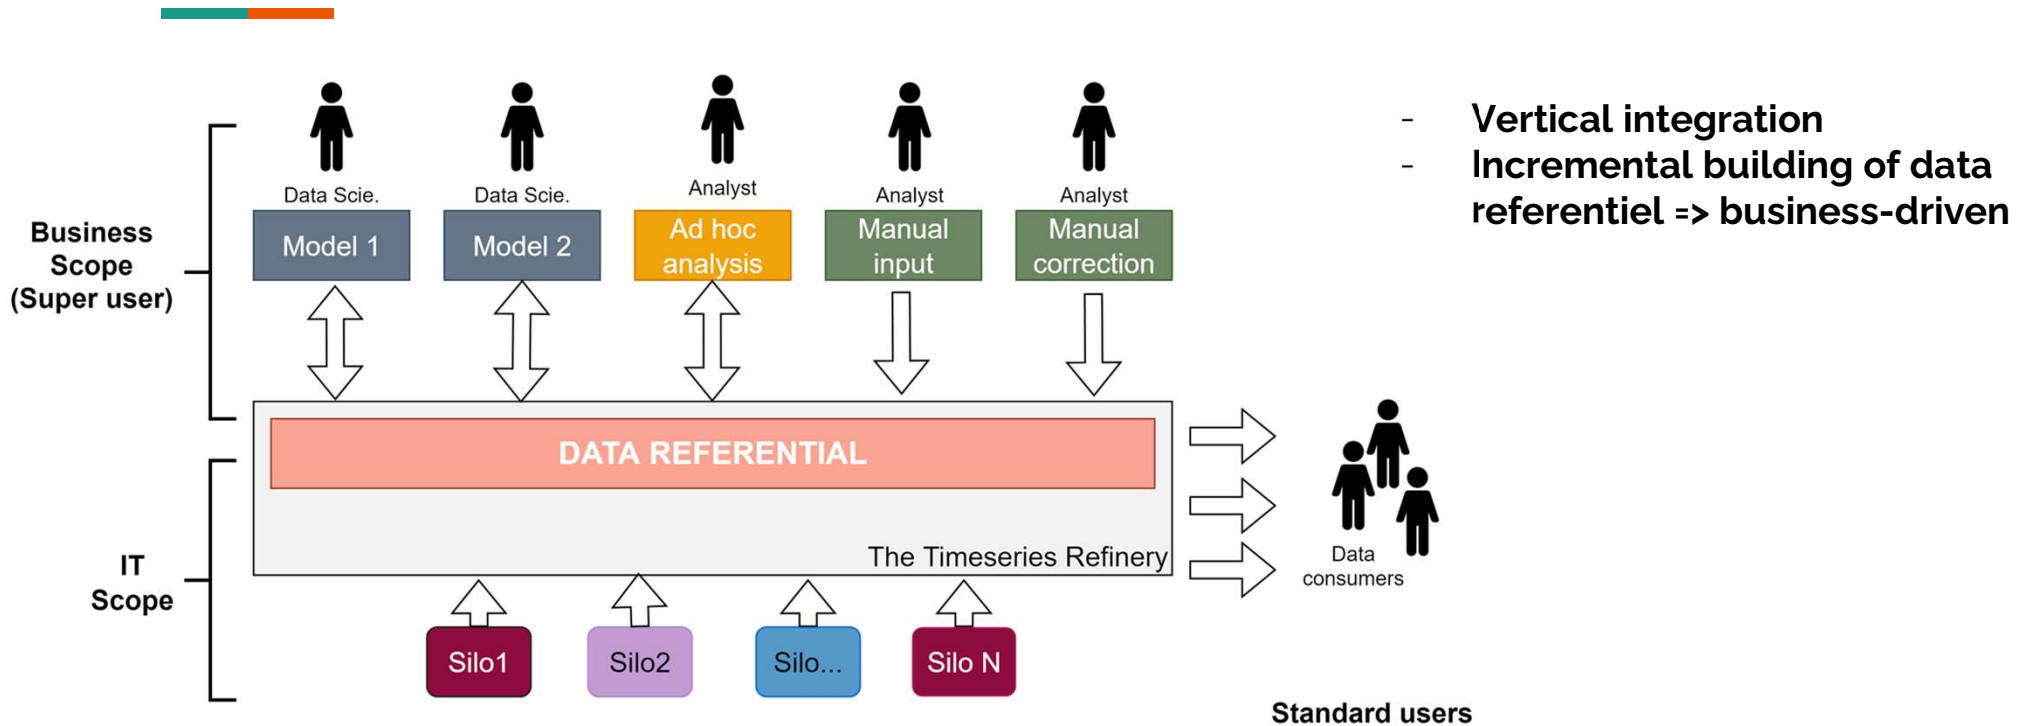 - Vertical integration
- Incremental building of data
referentiel => business-driven
Data Scie.
Data Scie.
Analyst
Analyst
Analyst
Model 1
Model 2
Ad hoc
analysis
Manual
input
Manual
correction
Business
Scope
(Super user)
DATA REFERENTIAL
The Timeseries Refinery
Data
consumers
IT
Scope
Silo1
Silo2
Silo...
Silo N
Standard users